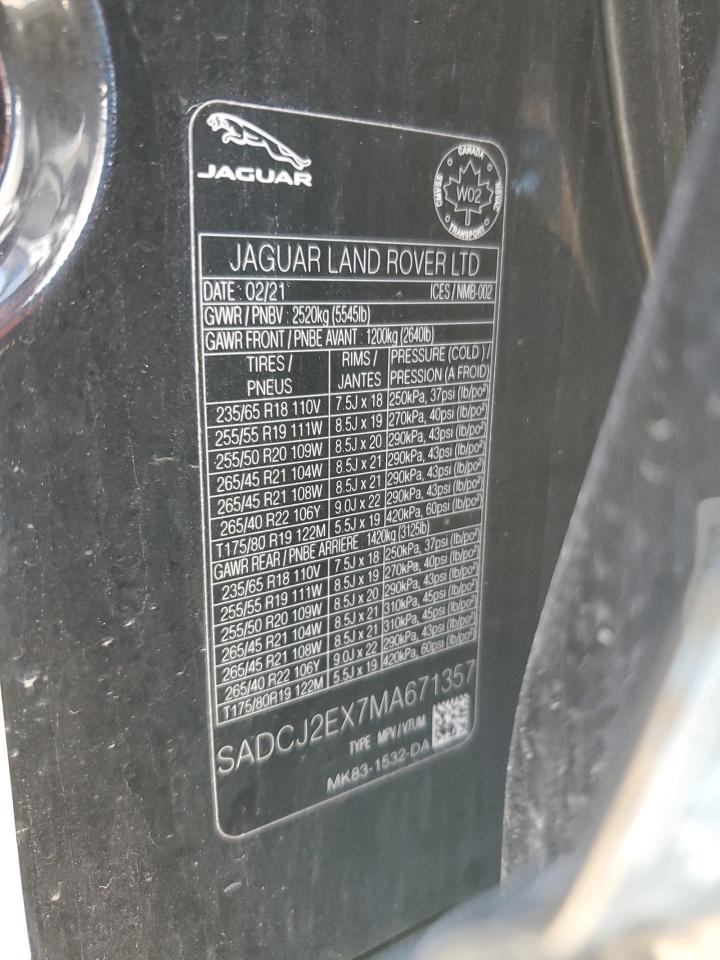 JAGUAR
CANADA
CMVSS W02 NSVAC
TRANSPORT
JAGUAR LAND ROVER LTD
DATE : 02/21 ICES / NMB-002
GVWR / PNBV : 2520kg (5545lb)
GAWR FRONT / PNBE AVANT : 1200kg (2640lb)
TIRES / RIMS / PRESSURE (COLD) /
PNEUS JANTES PRESSION (A FROID)
235/65 R18 110V 7.5J x 18 250kPa, 37psi (lb/po²)
255/55 R19 111W 8.5J x 19 270kPa, 40psi (lb/po²)
255/50 R20 109W 8.5J x 20 290kPa, 43psi (lb/po²)
265/45 R21 104W 8.5J x 21 290kPa, 43psi (lb/po²)
265/45 R21 108W 8.5J x 21 290kPa, 43psi (lb/po²)
265/40 R22 106Y 9.0J x 22 290kPa, 43psi (lb/po²)
T175/80 R19 122M 5.5J x 19 420kPa, 60psi (lb/po²)
GAWR REAR / PNBE ARRIERE : 1420kg (3125lb)
235/65 R18 110V 7.5J x 18 250kPa, 37psi (lb/po²)
255/55 R19 111W 8.5J x 19 270kPa, 40psi (lb/po²)
255/50 R20 109W 8.5J x 20 290kPa, 43psi (lb/po²)
265/45 R21 104W 8.5J x 21 310kPa, 45psi (lb/po²)
265/45 R21 108W 8.5J x 21 310kPa, 45psi (lb/po²)
265/40 R22 106Y 9.0J x 22 290kPa, 43psi (lb/po²)
T175/80R19 122M 5.5J x 19 420kPa, 60psi (lb/po²)
SADCJ2EX7MA671357
TYPE MPV / VTUM
MK83-1532-DA